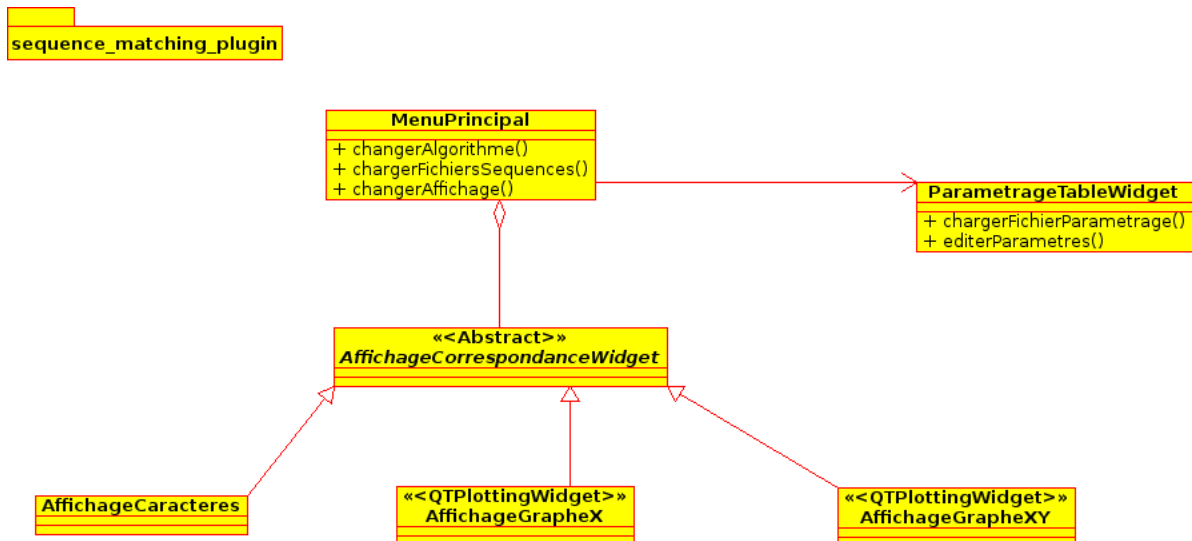 sequence_matching_plugin
MenuPrincipal
+ changerAlgorithme()
+ chargerFichiersSequences()
+ changerAffichage()
ParametrageTableWidget
+ chargerFichierParametrage()
+ editerParametres()
«<Abstract>»
AffichageCorrespondanceWidget
AffichageCaracteres
«<QTPlottingWidget>»
AffichageGrapheX
«<QTPlottingWidget>»
AffichageGrapheXY